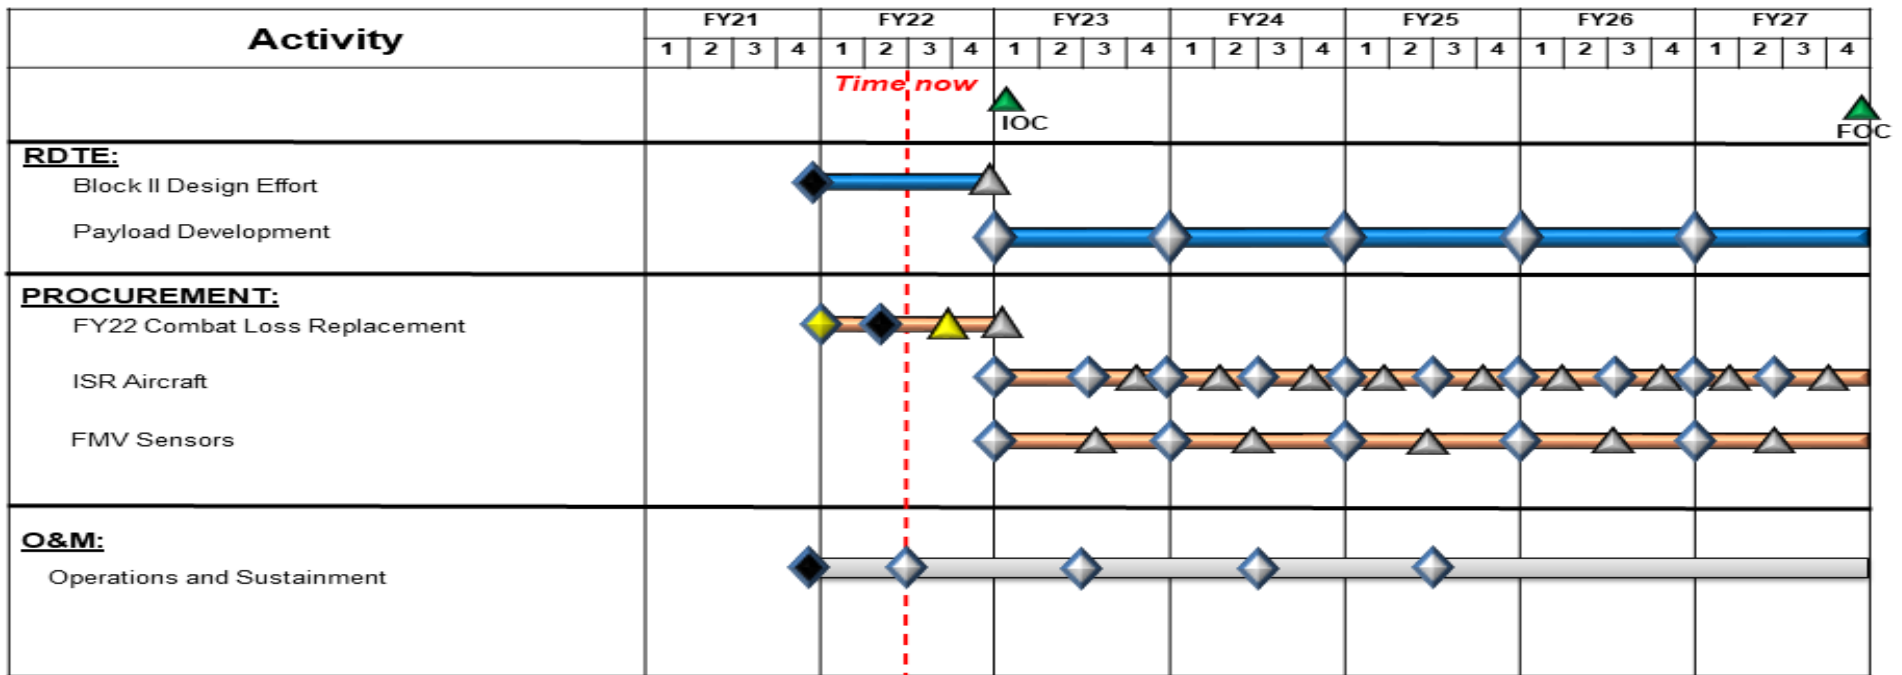 Activity
FY21 FY22 FY23 FY24 FY25 FY26 FY27
1 2 3 4 1 2 3 4 1 2 3 4 1 2 3 4 1 2 3 4 1 2 3 4 1 2 3 4
Time now
IOC
FOC
RDTE:
Block II Design Effort
Payload Development
PROCUREMENT:
FY22 Combat Loss Replacement
ISR Aircraft
FMV Sensors
O&M:
Operations and Sustainment